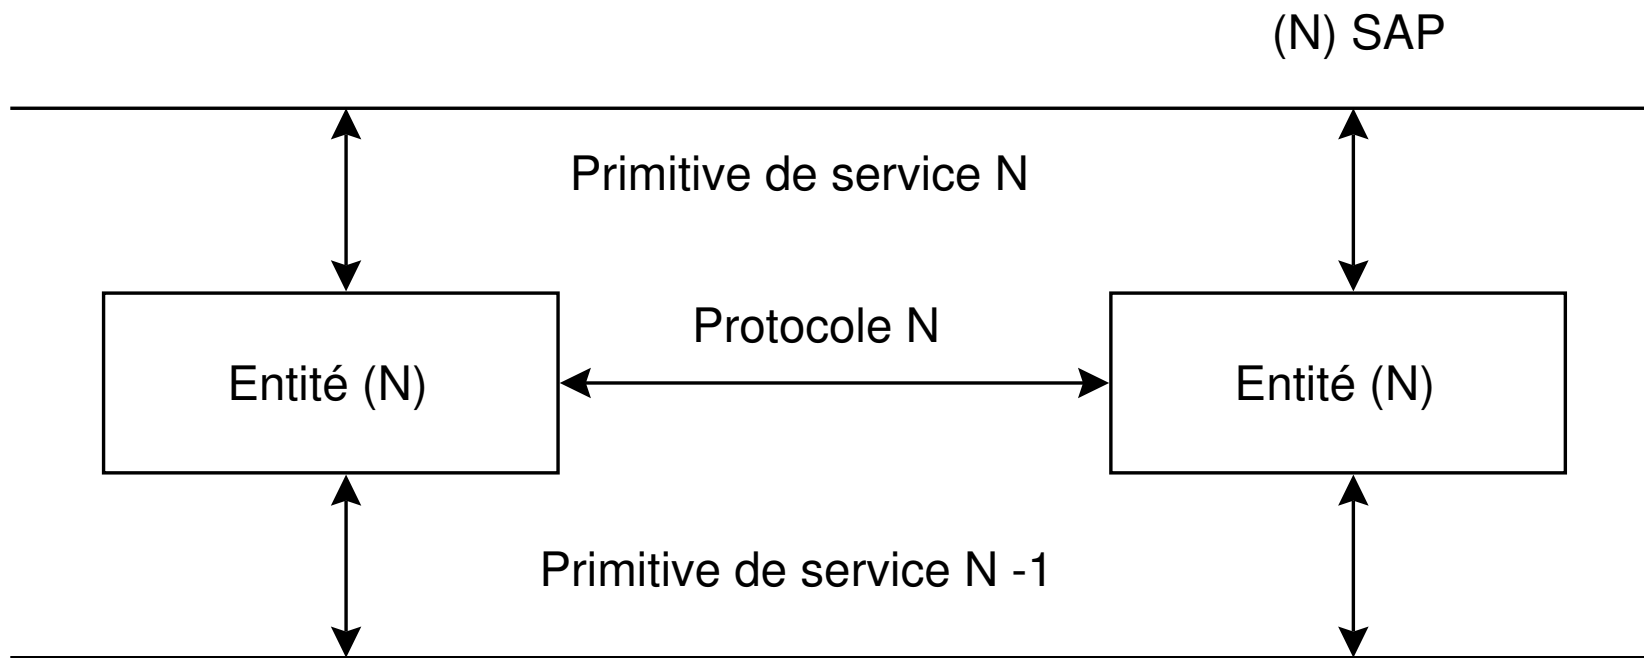 (N) SAP
Primitive de service N
Protocole N
Entité (N)
Entité (N)
Primitive de service N -1